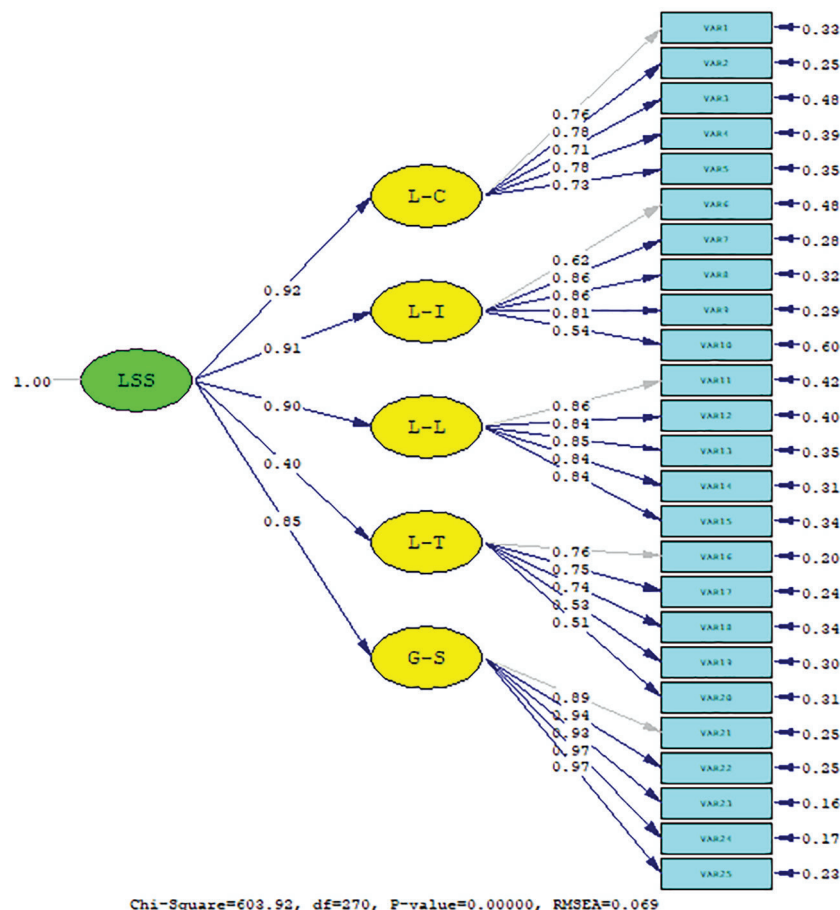 VAR1 0.33
VAR2 0.25
VAR3 0.48
VAR4 0.39
VAR5 0.35
VAR6 0.48
VAR7 0.28
VAR8 0.32
VAR9 0.29
VAR10 0.60
VAR11 0.42
VAR12 0.40
VAR13 0.35
VAR14 0.31
VAR15 0.34
VAR16 0.20
VAR17 0.24
VAR18 0.34
VAR19 0.30
VAR20 0.31
VAR21 0.25
VAR22 0.25
VAR23 0.16
VAR24 0.17
VAR25 0.23
0.76
0.78
0.71
0.78
0.73
L-C
0.62
0.86
0.86
0.81
0.54
L-I
0.86
0.84
0.85
0.84
0.84
L-L
0.76
0.75
0.74
0.53
0.51
L-T
0.89
0.94
0.93
0.97
0.97
G-S
0.92
0.91
0.90
0.40
0.85
1.00
LSS
Chi-Square=603.92, df=270, P-value=0.00000, RMSEA=0.069